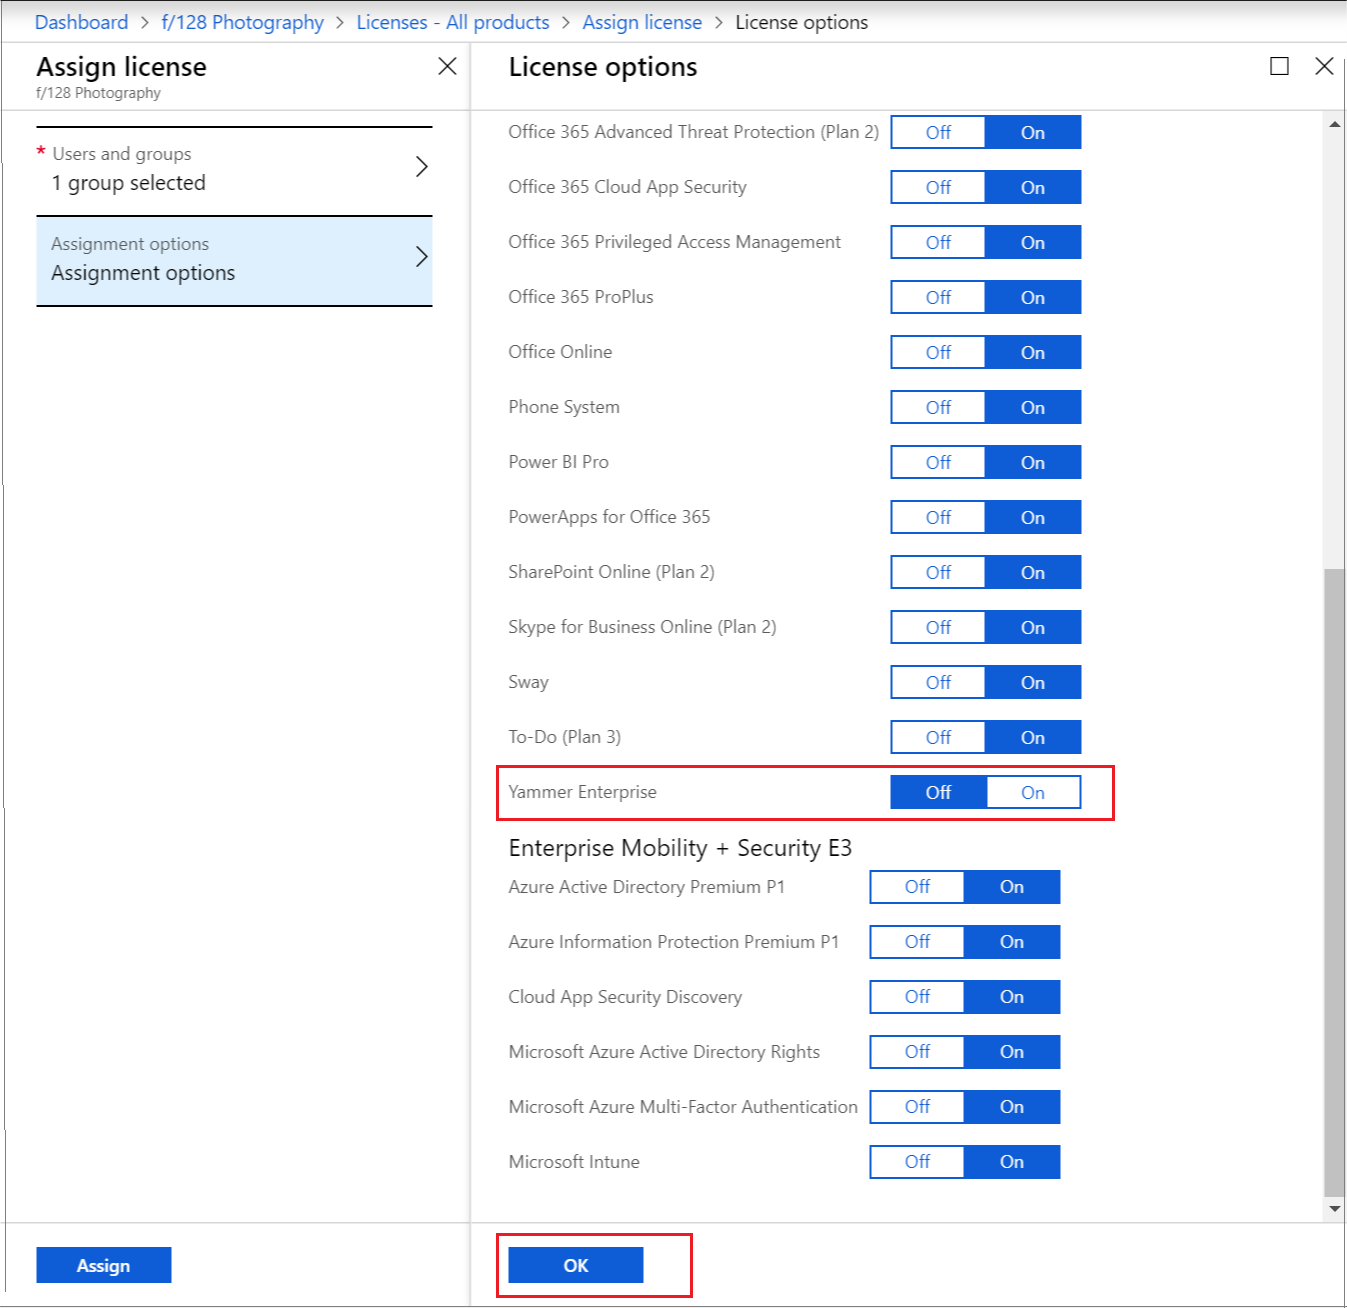 Dashboard > f/128 Photography > Licenses - All products > Assign license > License options
Assign license
f/128 Photography
* Users and groups
1 group selected
Assignment options
Assignment options
Assign
License options
Office 365 Advanced Threat Protection (Plan 2) Off On
Office 365 Cloud App Security Off On
Office 365 Privileged Access Management Off On
Office 365 ProPlus Off On
Office Online Off On
Phone System Off On
Power BI Pro Off On
PowerApps for Office 365 Off On
SharePoint Online (Plan 2) Off On
Skype for Business Online (Plan 2) Off On
Sway Off On
To-Do (Plan 3) Off On
Yammer Enterprise Off On
Enterprise Mobility + Security E3
Azure Active Directory Premium P1 Off On
Azure Information Protection Premium P1 Off On
Cloud App Security Discovery Off On
Microsoft Azure Active Directory Rights Off On
Microsoft Azure Multi-Factor Authentication Off On
Microsoft Intune Off On
OK